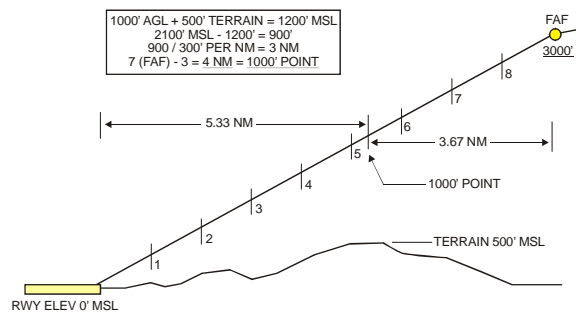 1000' AGL + 500' TERRAIN = 1200' MSL
2100' MSL - 1200' = 900'
900 / 300' PER NM = 3 NM
7 (FAF) - 3 = 4 NM = 1000' POINT
FAF
3000'
8
7
5.33 NM
6
3.67 NM
5
4
1000' POINT
3
2
TERRAIN 500' MSL
1
RWY ELEV 0' MSL